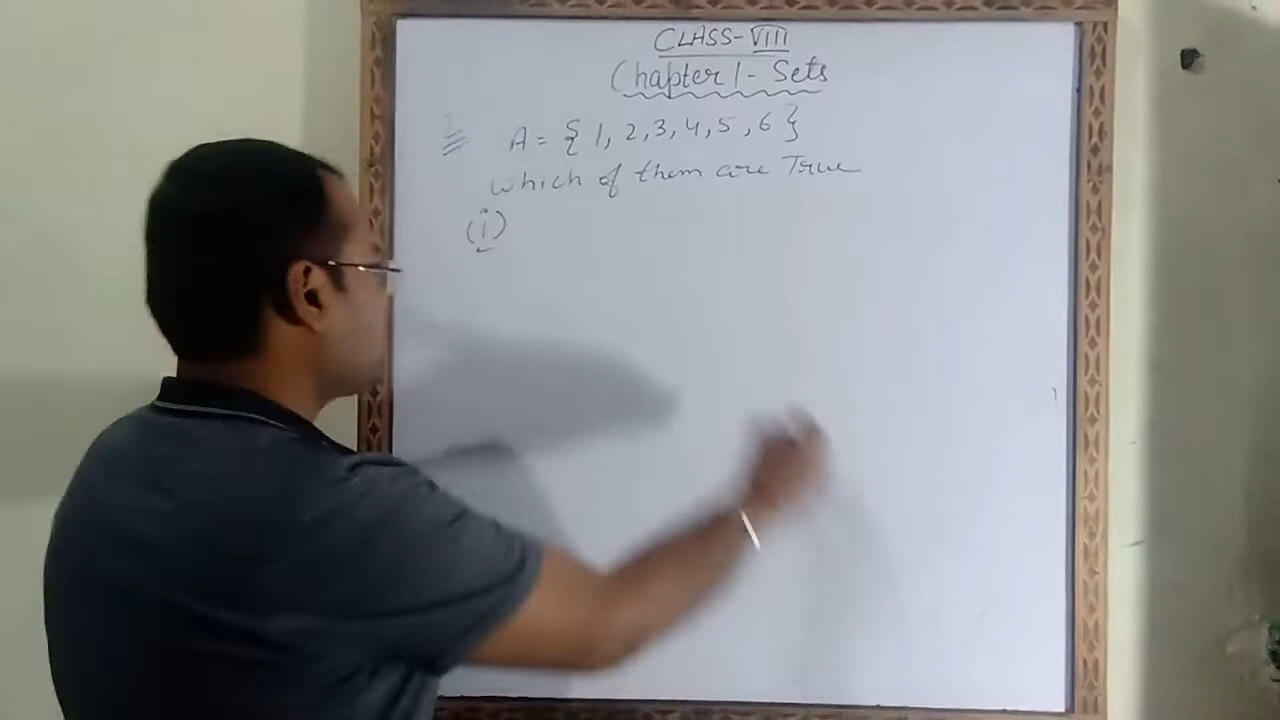 CLASS-VIII
Chapter 1- Sets
A = { 1, 2, 3, 4, 5, 6 }
which of them are True
(i)